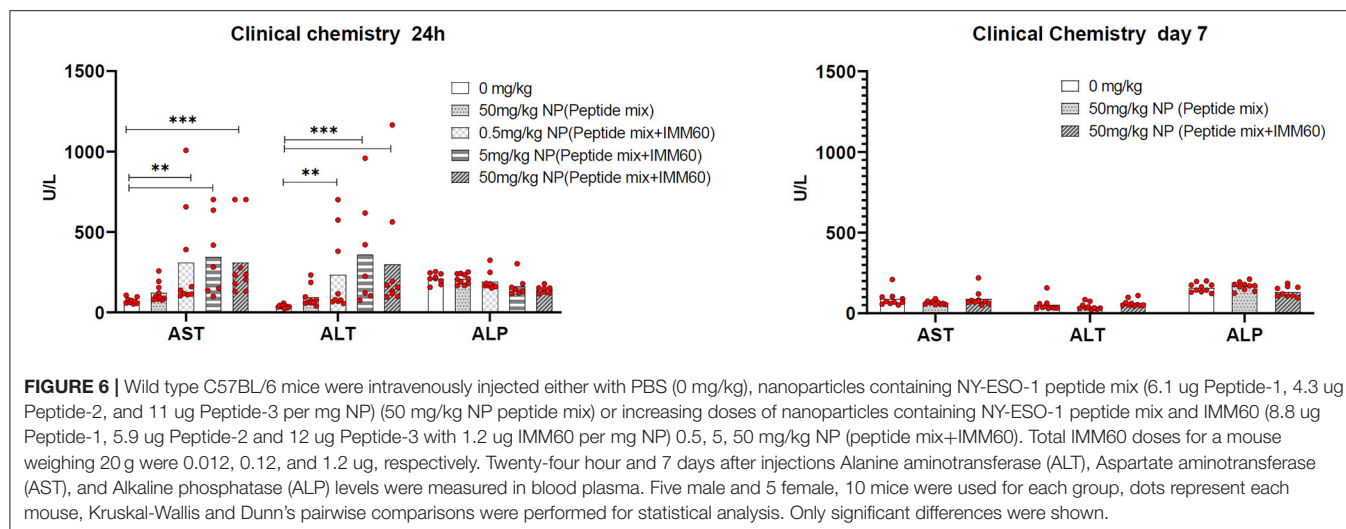 Clinical chemistry 24h
1500
1000
500
0
U/L
***
**
***
**
0 mg/kg
50mg/kg NP(Peptide mix)
0.5mg/kg NP(Peptide mix+IMM60)
5mg/kg NP(Peptide mix+IMM60)
50mg/kg NP(Peptide mix+IMM60)
AST ALT ALP
Clinical Chemistry day 7
1500
1000
500
0
U/L
0 mg/kg
50mg/kg NP (Peptide mix)
50mg/kg NP (Peptide mix+IMM60)
AST ALT ALP
FIGURE 6 | Wild type C57BL/6 mice were intravenously injected either with PBS (0 mg/kg), nanoparticles containing NY-ESO-1 peptide mix (6.1 ug Peptide-1, 4.3 ug
Peptide-2, and 11 ug Peptide-3 per mg NP) (50 mg/kg NP peptide mix) or increasing doses of nanoparticles containing NY-ESO-1 peptide mix and IMM60 (8.8 ug
Peptide-1, 5.9 ug Peptide-2 and 12 ug Peptide-3 with 1.2 ug IMM60 per mg NP) 0.5, 5, 50 mg/kg NP (peptide mix+IMM60). Total IMM60 doses for a mouse
weighing 20 g were 0.012, 0.12, and 1.2 ug, respectively. Twenty-four hour and 7 days after injections Alanine aminotransferase (ALT), Aspartate aminotransferase
(AST), and Alkaline phosphatase (ALP) levels were measured in blood plasma. Five male and 5 female, 10 mice were used for each group, dots represent each
mouse, Kruskal-Wallis and Dunn's pairwise comparisons were performed for statistical analysis. Only significant differences were shown.